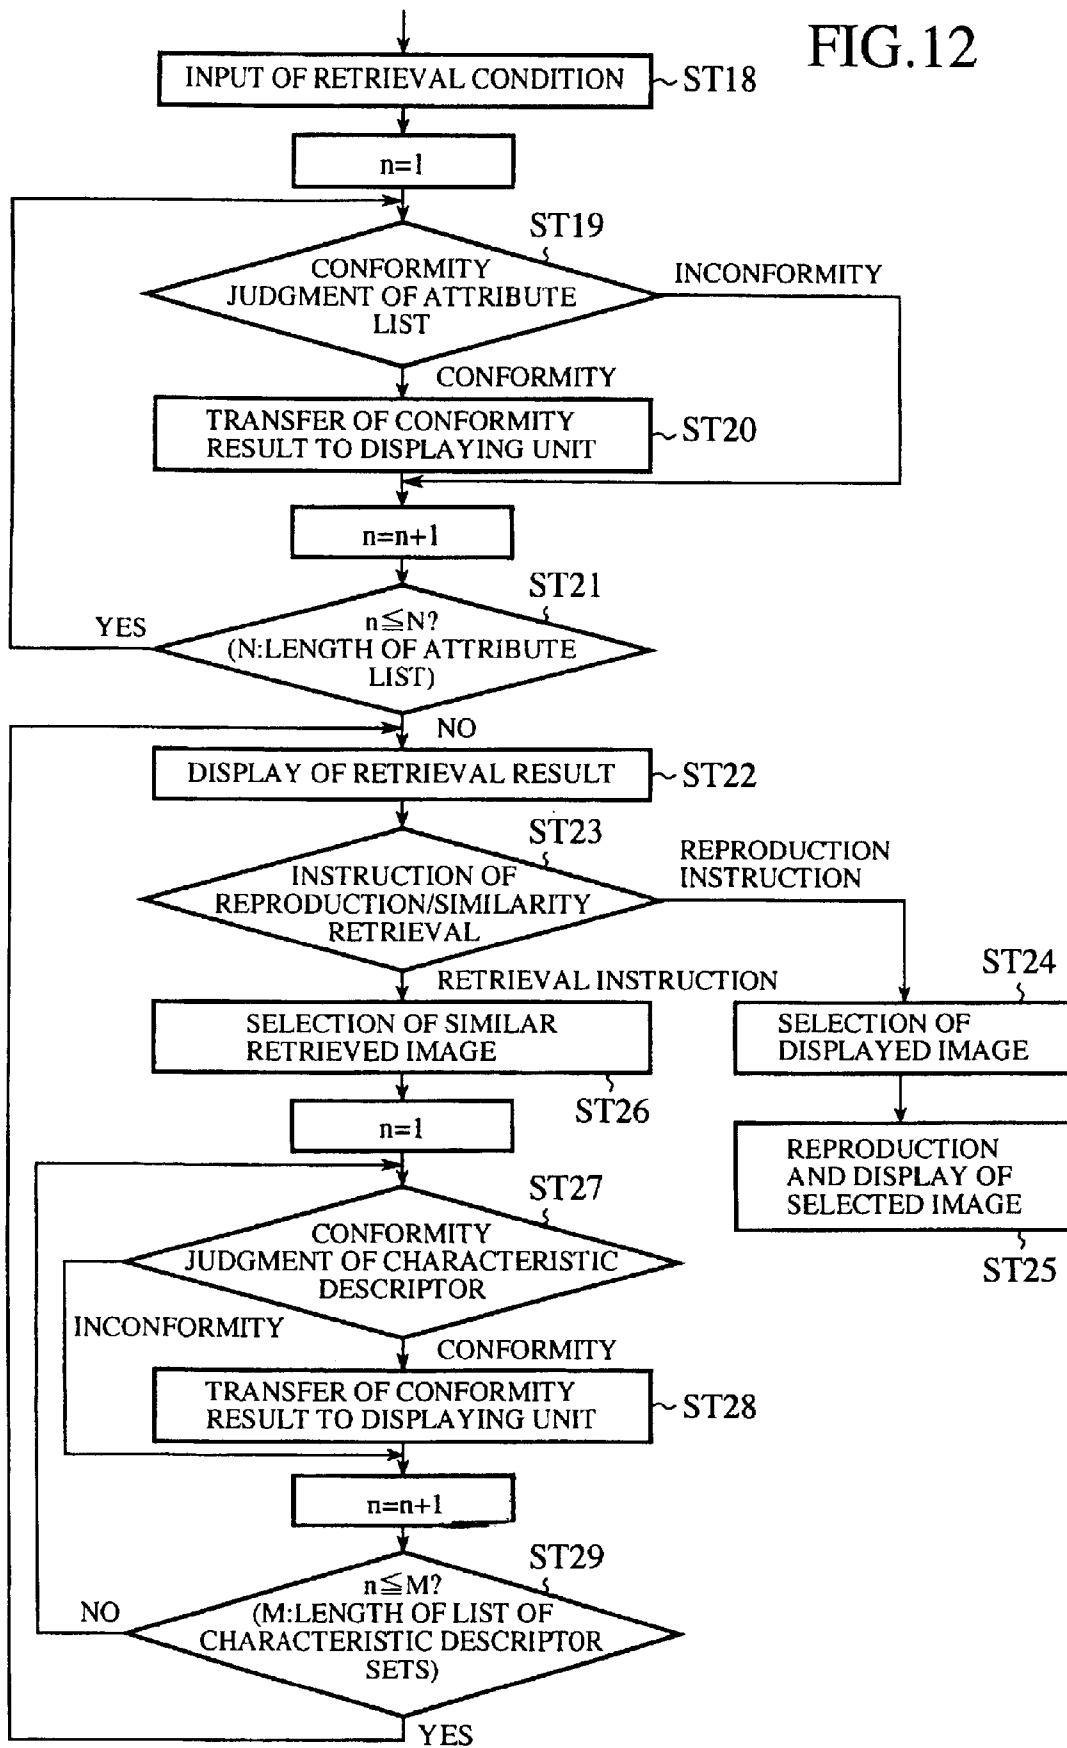 FIG.12
INPUT OF RETRIEVAL CONDITION
ST18
n=1
ST19
CONFORMITY
JUDGMENT OF ATTRIBUTE
LIST
INCONFORMITY
CONFORMITY
TRANSFER OF CONFORMITY
RESULT TO DISPLAYING UNIT
ST20
n=n+1
ST21
n≦N?
(N:LENGTH OF ATTRIBUTE
LIST)
YES
NO
DISPLAY OF RETRIEVAL RESULT
ST22
ST23
INSTRUCTION OF
REPRODUCTION/SIMILARITY
RETRIEVAL
REPRODUCTION
INSTRUCTION
RETRIEVAL INSTRUCTION
ST24
SELECTION OF
DISPLAYED IMAGE
SELECTION OF SIMILAR
RETRIEVED IMAGE
ST26
n=1
REPRODUCTION
AND DISPLAY OF
SELECTED IMAGE
ST25
ST27
CONFORMITY
JUDGMENT OF CHARACTERISTIC
DESCRIPTOR
INCONFORMITY
CONFORMITY
TRANSFER OF CONFORMITY
RESULT TO DISPLAYING UNIT
ST28
n=n+1
ST29
n≦M?
(M:LENGTH OF LIST OF
CHARACTERISTIC DESCRIPTOR
SETS)
NO
YES